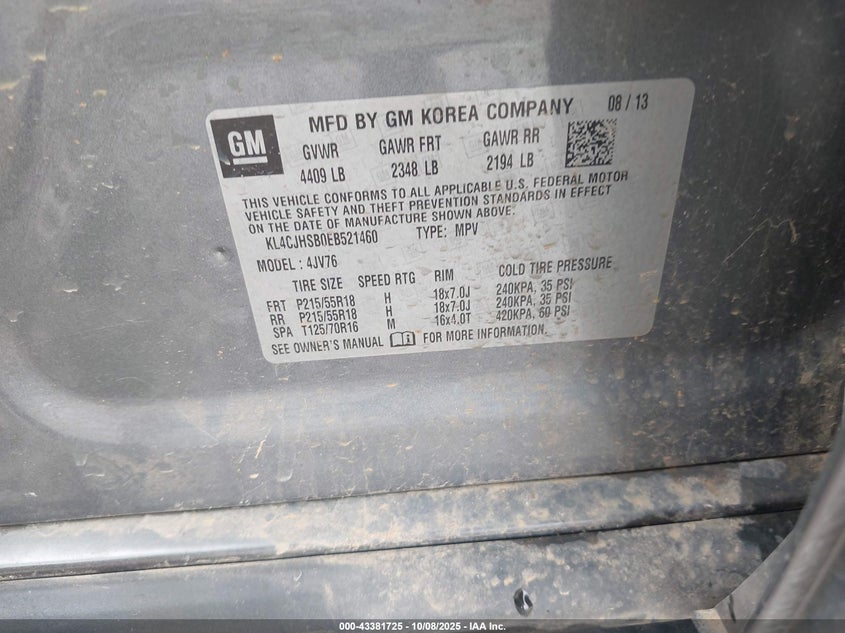 GM
MFD BY GM KOREA COMPANY 08 / 13
GVWR GAWR FRT GAWR RR
4409 LB 2348 LB 2194 LB
THIS VEHICLE CONFORMS TO ALL APPLICABLE U.S. FEDERAL MOTOR
VEHICLE SAFETY AND THEFT PREVENTION STANDARDS IN EFFECT
ON THE DATE OF MANUFACTURE SHOWN ABOVE.
KL4CJHSB0EB521460 TYPE: MPV
MODEL : 4JV76
TIRE SIZE SPEED RTG RIM COLD TIRE PRESSURE
FRT P215/55R18 H 18x7.0J 240KPA, 35 PSI
RR P215/55R18 H 18x7.0J 240KPA, 35 PSI
SPA T125/70R16 M 16x4.0T 420KPA, 60 PSI
SEE OWNER'S MANUAL FOR MORE INFORMATION.
000-43381725 - 10/08/2025 - IAA Inc.